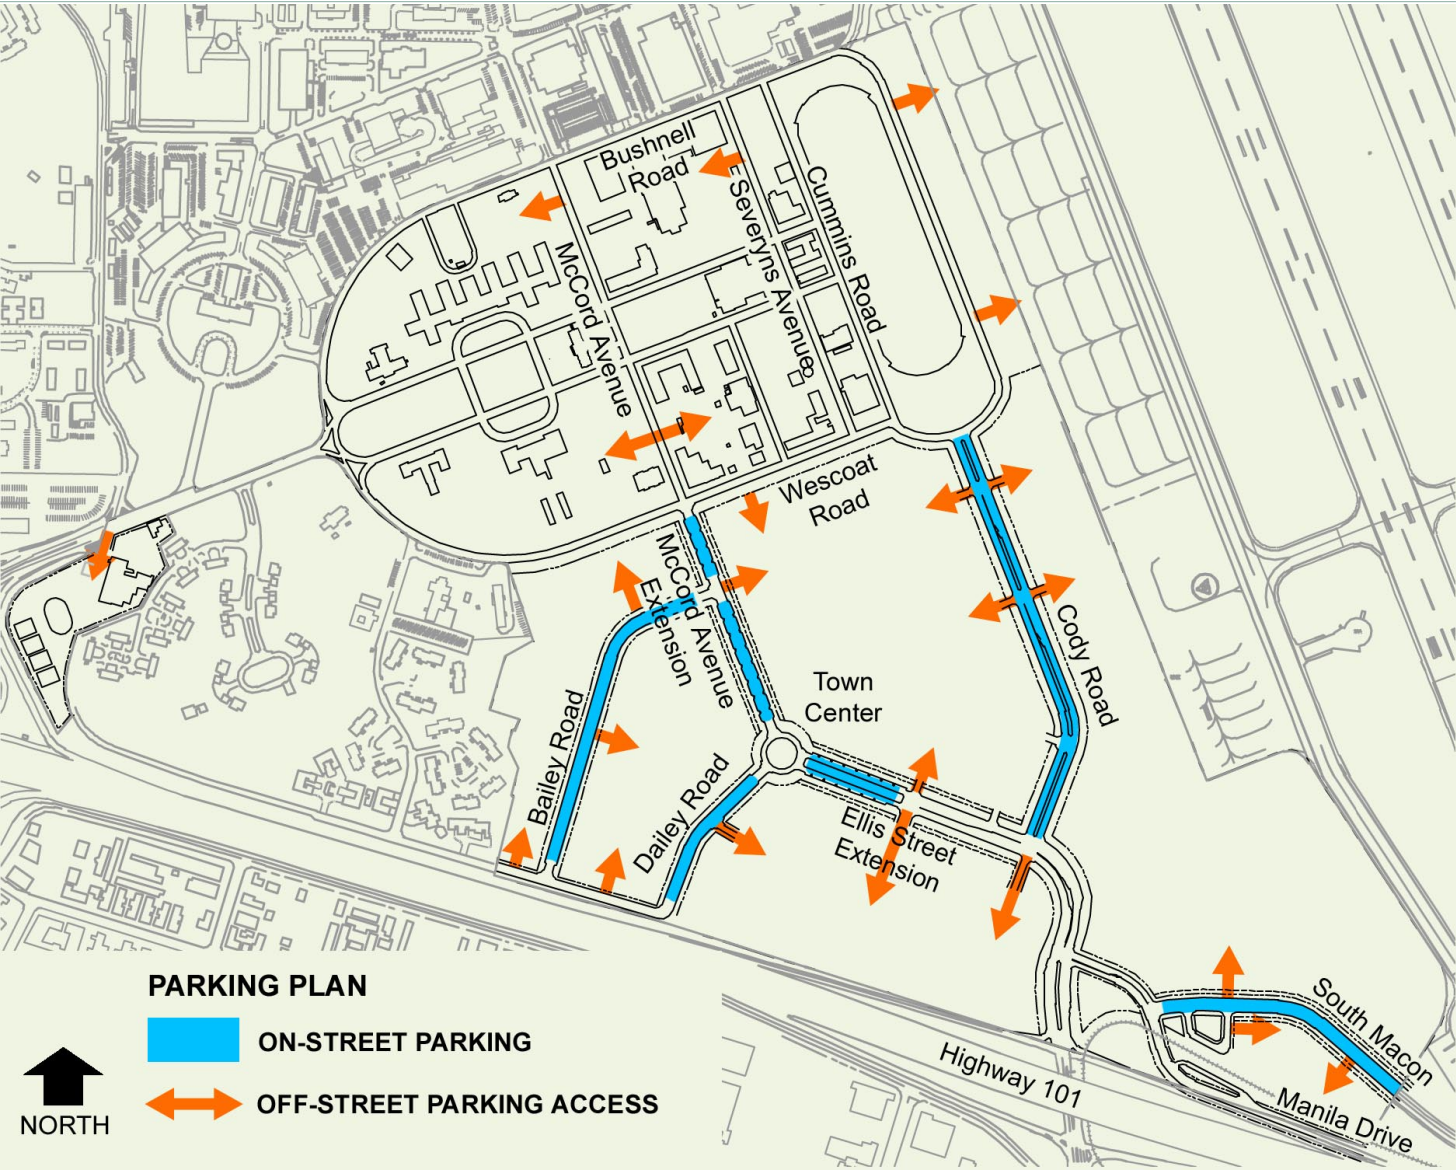 Bushnell
Road
Severyns Avenue
Cummins Road
McCord Avenue
Wescoat
Road
McCord Avenue
Extension
Cody Road
Town
Center
Bailey Road
Dailey Road
Ellis Street
Extension
PARKING PLAN
ON-STREET PARKING
OFF-STREET PARKING ACCESS
NORTH
South Macon
Highway 101
Manila Drive